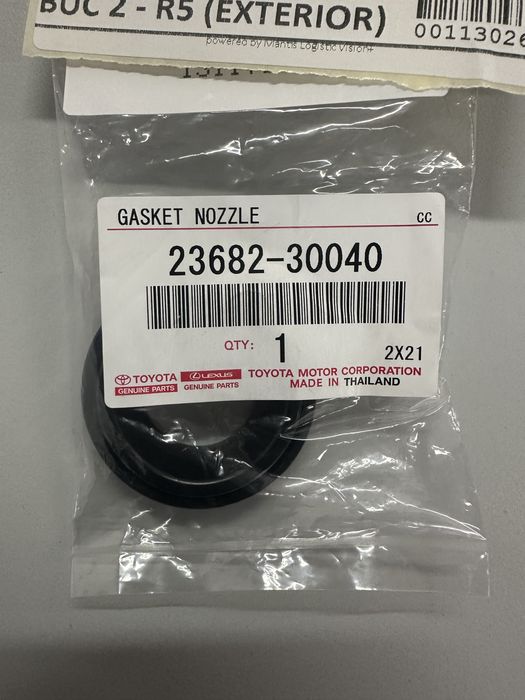 BUC 2 - R5 (EXTERIOR)
00113026
powered by Mantis Logistic Vision+
GASKET NOZZLE CC
23682-30040
QTY: 1 2X21
TOYOTA LEXUS TOYOTA MOTOR CORPORATION
GENUINE PARTS GENUINE PARTS MADE IN THAILAND